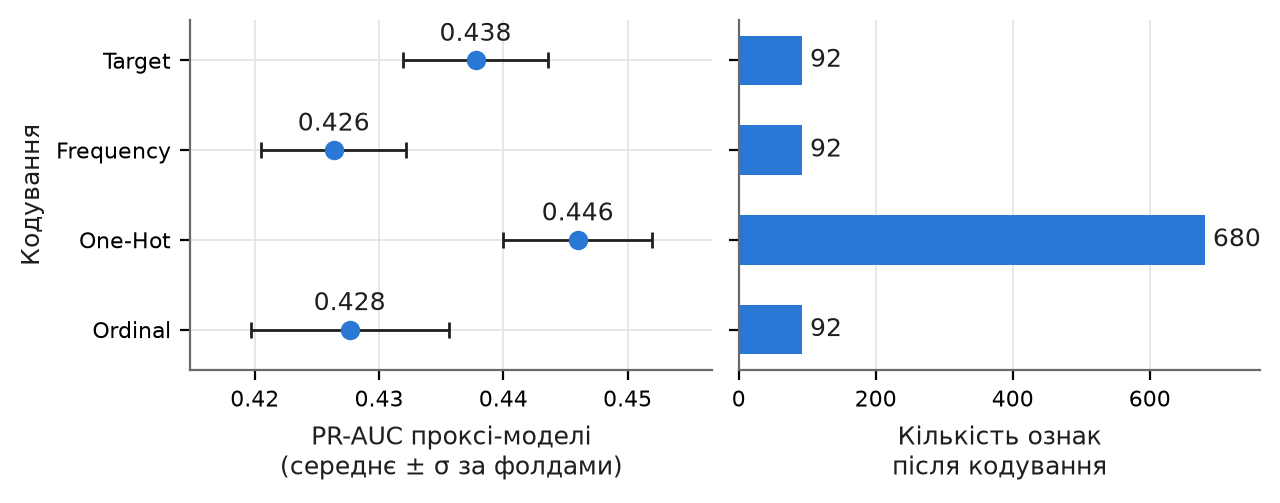 Кодування
Target
Frequency
One-Hot
Ordinal
0.438
0.426
0.446
0.428
0.42 0.43 0.44 0.45
PR-AUC проксі-моделі
(середнє ± σ за фолдами)
92
92
680
92
0 200 400 600
Кількість ознак
після кодування